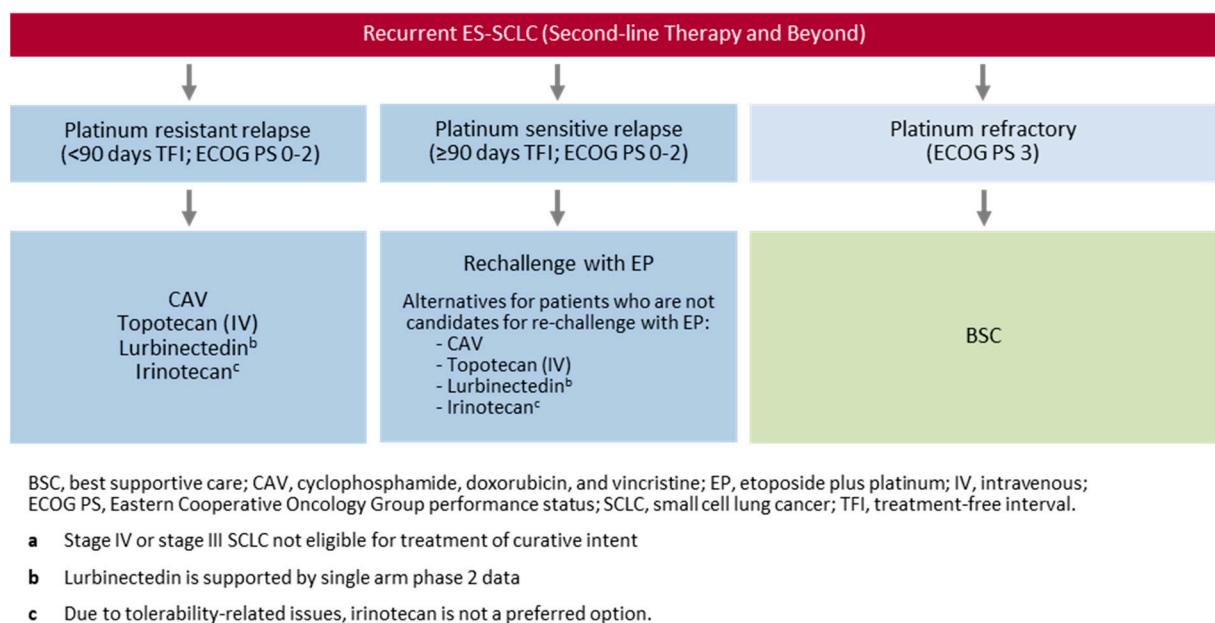 Recurrent ES-SCLC (Second-line Therapy and Beyond)
Platinum resistant relapse
(<90 days TFI; ECOG PS 0-2)
Platinum sensitive relapse
(≥90 days TFI; ECOG PS 0-2)
Platinum refractory
(ECOG PS 3)
CAV
Topotecan (IV)
Lurbinectedinᵇ
Irinotecanᶜ
Rechallenge with EP
Alternatives for patients who are not
candidates for re-challenge with EP:
- CAV
- Topotecan (IV)
- Lurbinectedinᵇ
- Irinotecanᶜ
BSC
BSC, best supportive care; CAV, cyclophosphamide, doxorubicin, and vincristine; EP, etoposide plus platinum; IV, intravenous;
ECOG PS, Eastern Cooperative Oncology Group performance status; SCLC, small cell lung cancer; TFI, treatment-free interval.
a Stage IV or stage III SCLC not eligible for treatment of curative intent
b Lurbinectedin is supported by single arm phase 2 data
c Due to tolerability-related issues, irinotecan is not a preferred option.